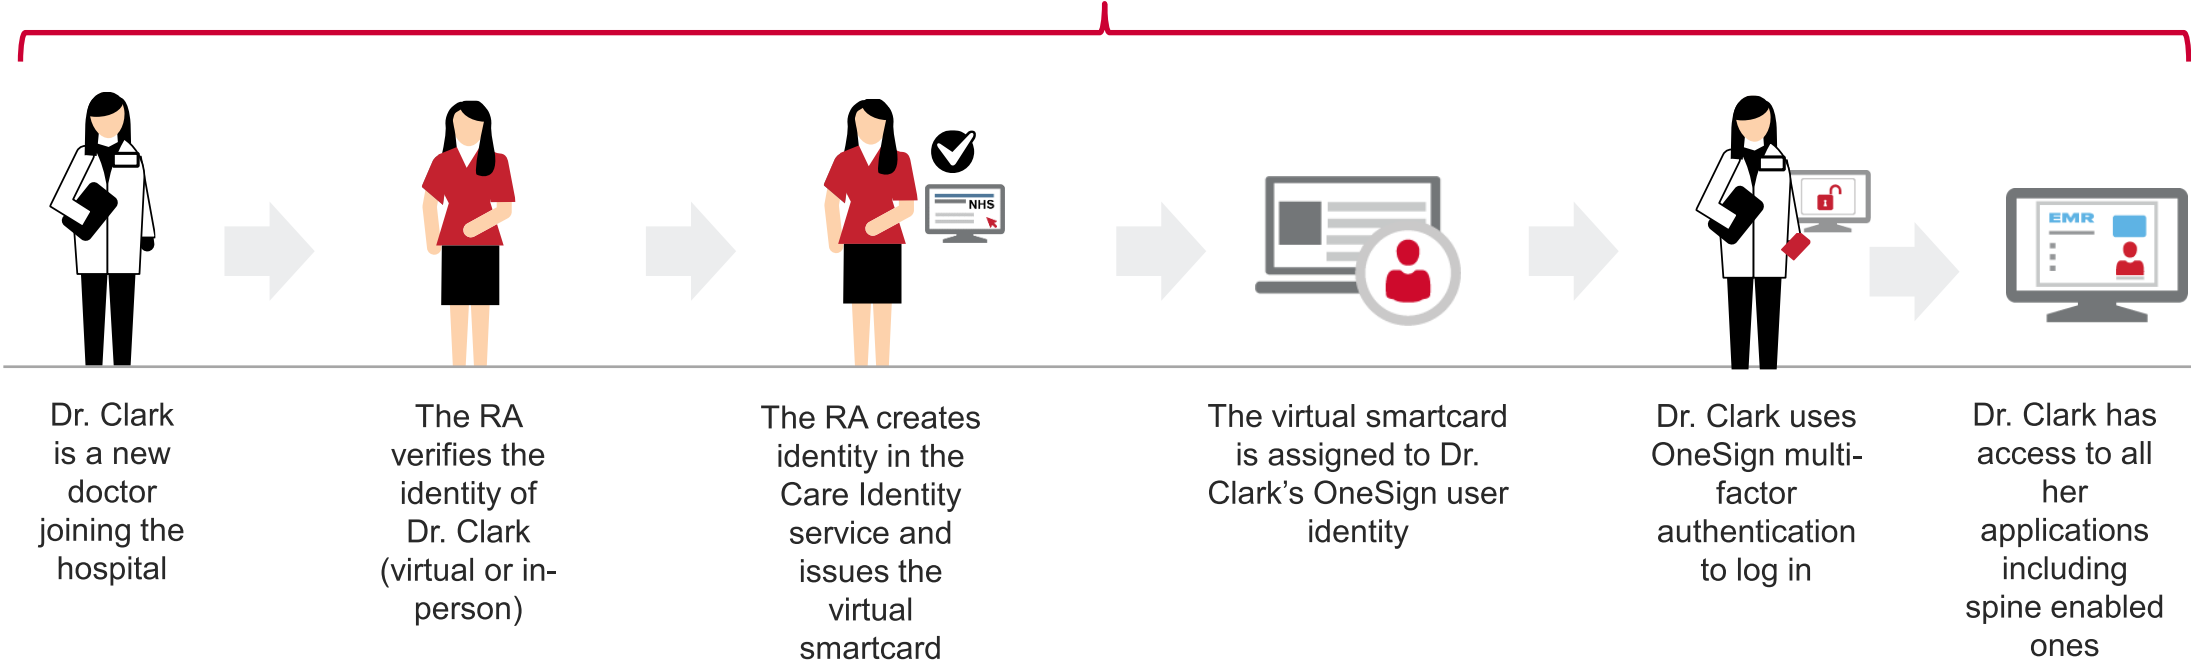 NHS
EMR
Dr. Clark
is a new
doctor
joining the
hospital
The RA
verifies the
identity of
Dr. Clark
(virtual or in-
person)
The RA creates
identity in the
Care Identity
service and
issues the
virtual
smartcard
The virtual smartcard
is assigned to Dr.
Clark’s OneSign user
identity
Dr. Clark uses
OneSign multi-
factor
authentication
to log in
Dr. Clark has
access to all
her
applications
including
spine enabled
ones